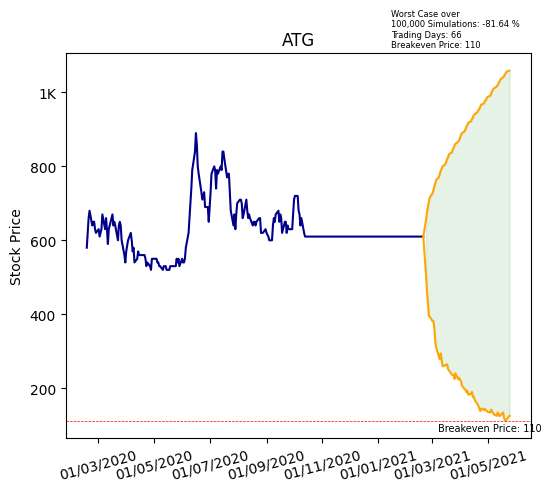 Worst Case over
100,000 Simulations: -81.64 %
Trading Days: 66
Breakeven Price: 110
ATG
Stock Price
1K
800
600
400
200
Breakeven Price: 110
01/03/2020 01/05/2020 01/07/2020 01/09/2020 01/11/2020 01/01/2021 01/03/2021 01/05/2021